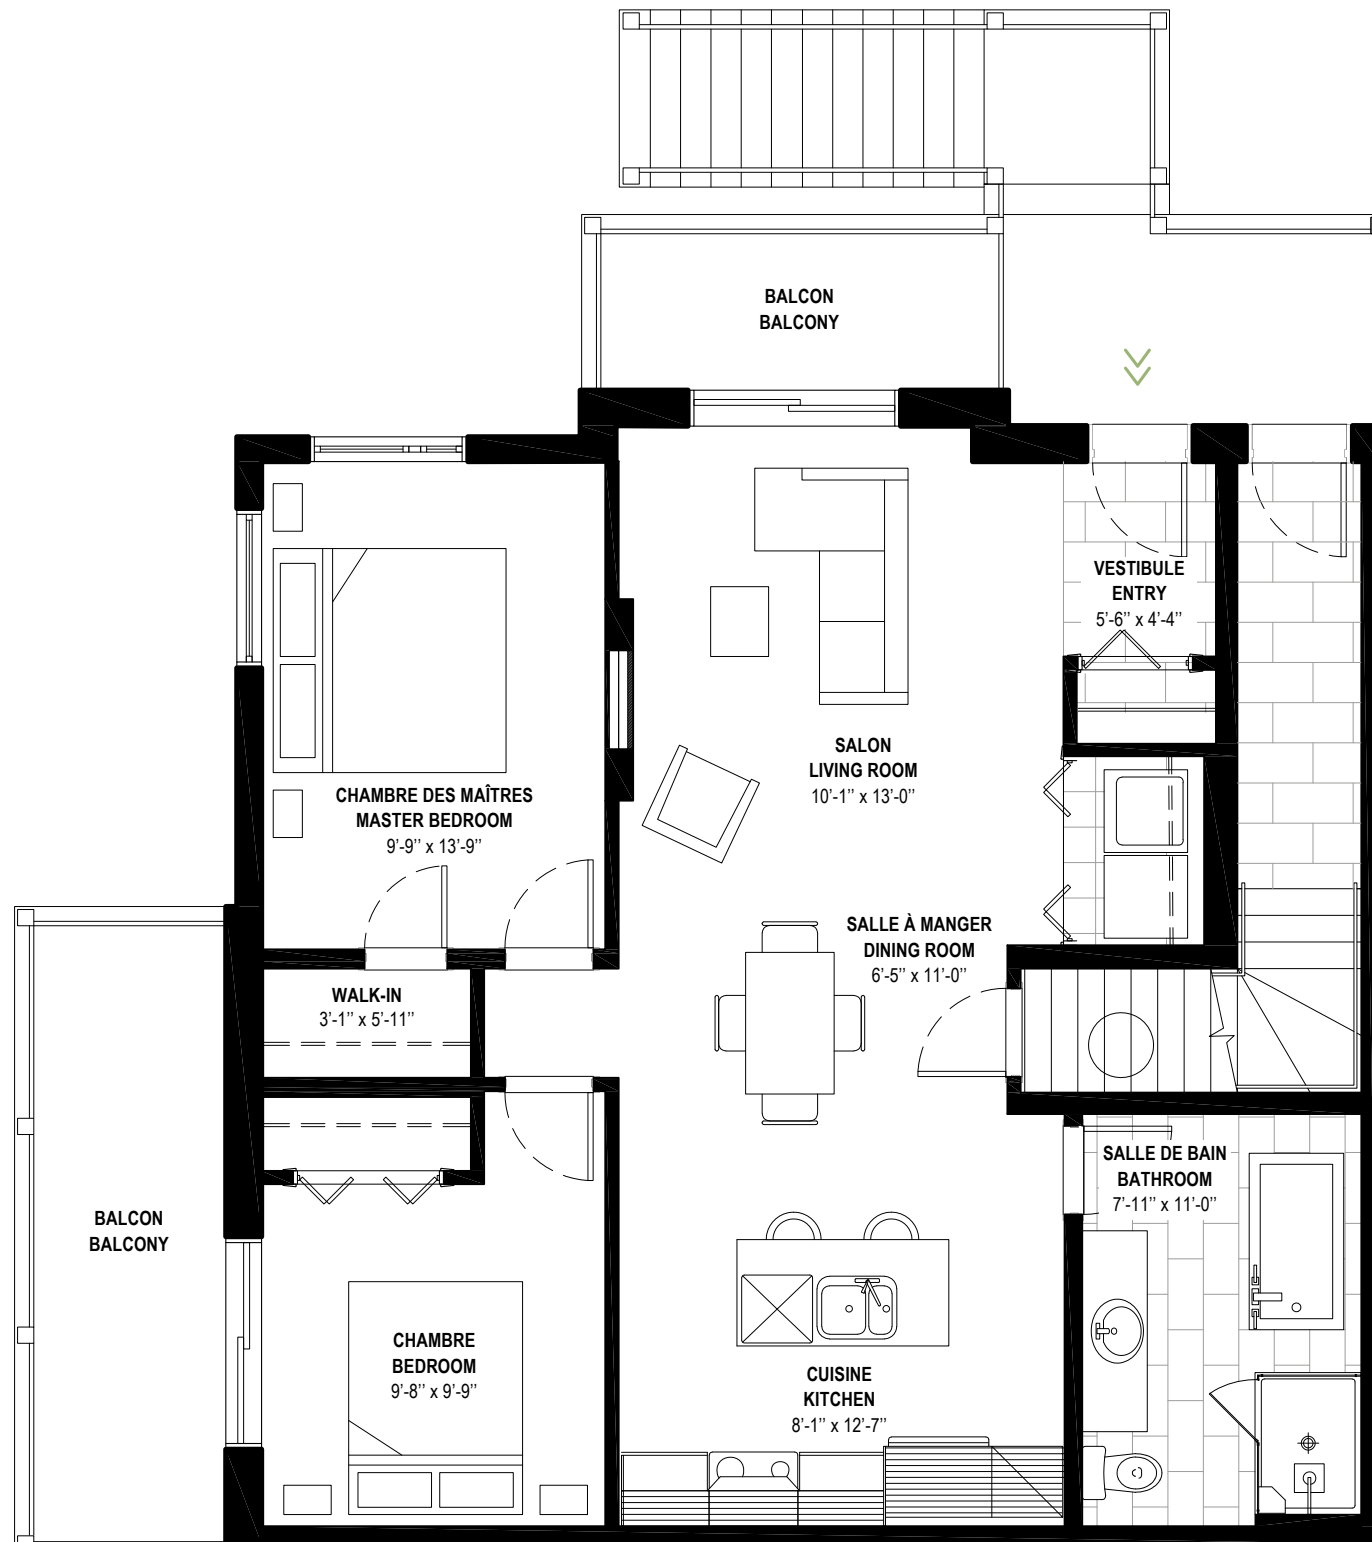 BALCON
BALCONY
VESTIBULE
ENTRY
5'-6'' x 4'-4''
SALON
LIVING ROOM
10'-1'' x 13'-0''
CHAMBRE DES MAÎTRES
MASTER BEDROOM
9'-9'' x 13'-9''
SALLE À MANGER
DINING ROOM
6'-5'' x 11'-0''
WALK-IN
3'-1'' x 5'-11''
SALLE DE BAIN
BATHROOM
7'-11'' x 11'-0''
BALCON
BALCONY
CHAMBRE
BEDROOM
9'-8'' x 9'-9''
CUISINE
KITCHEN
8'-1'' x 12'-7''